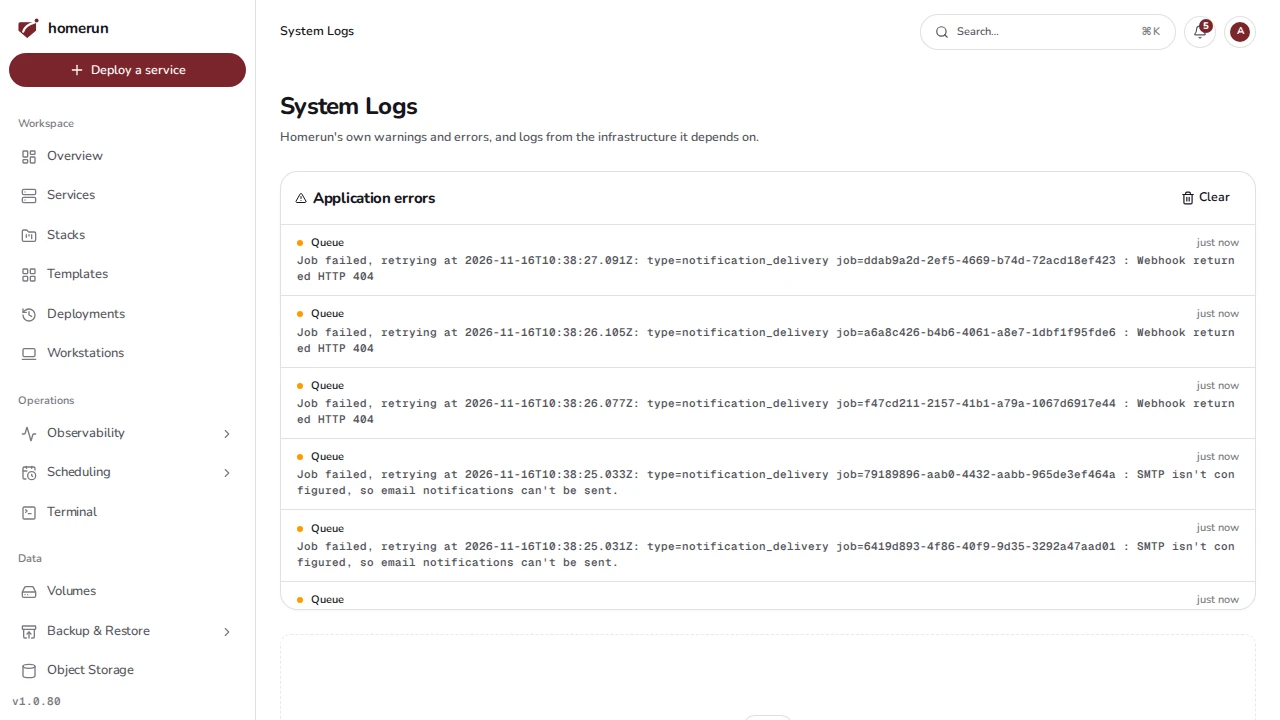 homerun
Deploy a service
Workspace
Overview
Services
Stacks
Templates
Deployments
Workstations
Operations
Observability
Scheduling
Terminal
Data
Volumes
Backup & Restore
Object Storage
v1.0.80
System Logs
Search...
⌘K
5
A
System Logs
Homerun's own warnings and errors, and logs from the infrastructure it depends on.
Application errors
Clear
Queue
just now
Job failed, retrying at 2026-11-16T10:38:27.091Z: type=notification_delivery job=ddab9a2d-2ef5-4669-b74d-72acd18ef423 : Webhook return
ed HTTP 404
Queue
just now
Job failed, retrying at 2026-11-16T10:38:26.105Z: type=notification_delivery job=a6a8c426-b4b6-4061-a8e7-1dbf1f95fde6 : Webhook return
ed HTTP 404
Queue
just now
Job failed, retrying at 2026-11-16T10:38:26.077Z: type=notification_delivery job=f47cd211-2157-41b1-a79a-1067d6917e44 : Webhook return
ed HTTP 404
Queue
just now
Job failed, retrying at 2026-11-16T10:38:25.033Z: type=notification_delivery job=79189896-aab0-4432-aabb-965de3ef464a : SMTP isn't con
figured, so email notifications can't be sent.
Queue
just now
Job failed, retrying at 2026-11-16T10:38:25.031Z: type=notification_delivery job=6419d893-4f86-40f9-9d35-3292a47aad01 : SMTP isn't con
figured, so email notifications can't be sent.
Queue
just now